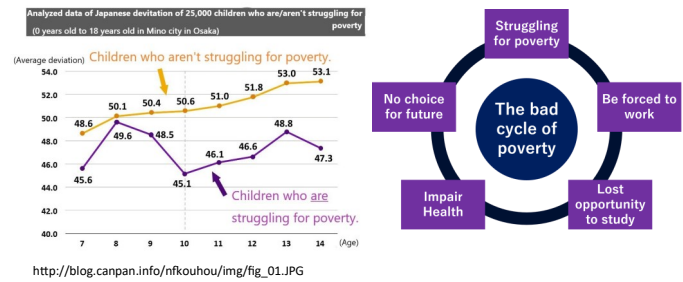 Analyzed data of Japanese devitation of 25,000 children who are/aren't struggling for
poverty
(0 years old to 18 years old in Mino city in Osaka)
(Average deviation)
Children who aren't struggling for poverty.
54.0
52.0
50.0
48.0
46.0
44.0
42.0
40.0
48.6
50.1
50.4
50.6
51.0
51.8
53.0
53.1
45.6
49.6
48.5
45.1
46.1
46.6
48.8
47.3
Children who are
struggling for poverty.
7 8 9 10 11 12 13 14 (Age)
http://blog.canpan.info/nfkouhou/img/fig_01.JPG
Struggling
for poverty
Be forced to
work
Lost
opportunity
to study
Impair
Health
No choice
for future
The bad
cycle of
poverty